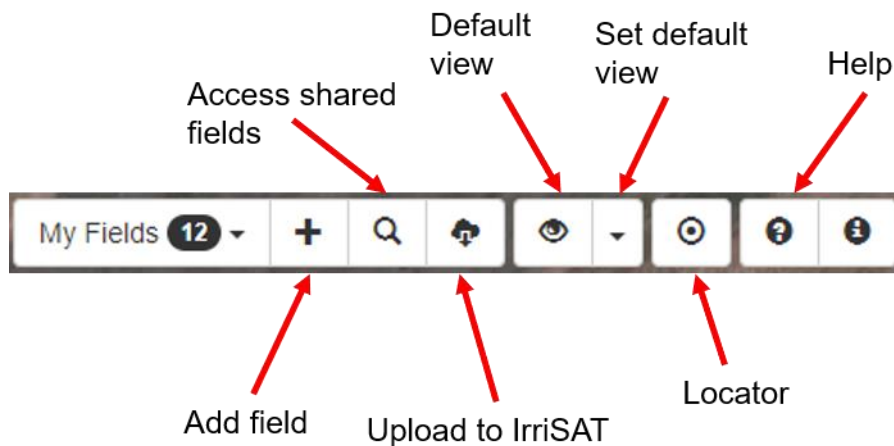 Default
view
Set default
view
Help
Access shared
fields
My Fields 12
Add field
Upload to IrriSAT
Locator